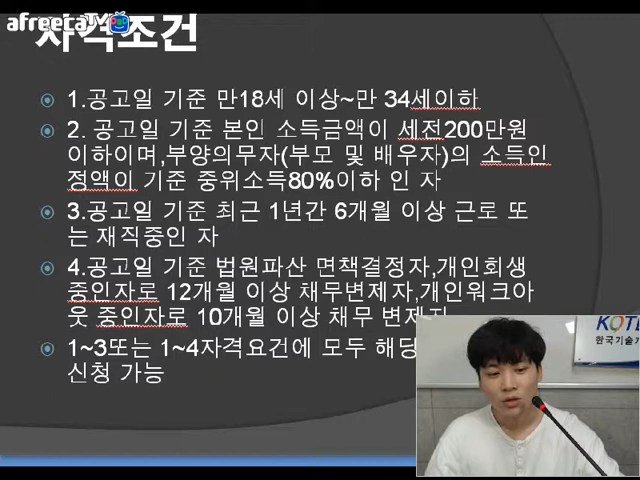 afreecaTV
자격조건
1.공고일 기준 만18세 이상~만 34세이하
2. 공고일 기준 본인 소득금액이 세전200만원
이하이며,부양의무자(부모 및 배우자)의 소득인
정액이 기준 중위소득80%이하 인 자
3.공고일 기준 최근 1년간 6개월 이상 근로 또
는 재직중인 자
4.공고일 기준 법원파산 면책결정자,개인회생
중인자로 12개월 이상 채무변제자,개인워크아
웃 중인자로 10개월 이상 채무 변제자
1~3또는 1~4자격요건에 모두 해당
신청 가능
한국기술